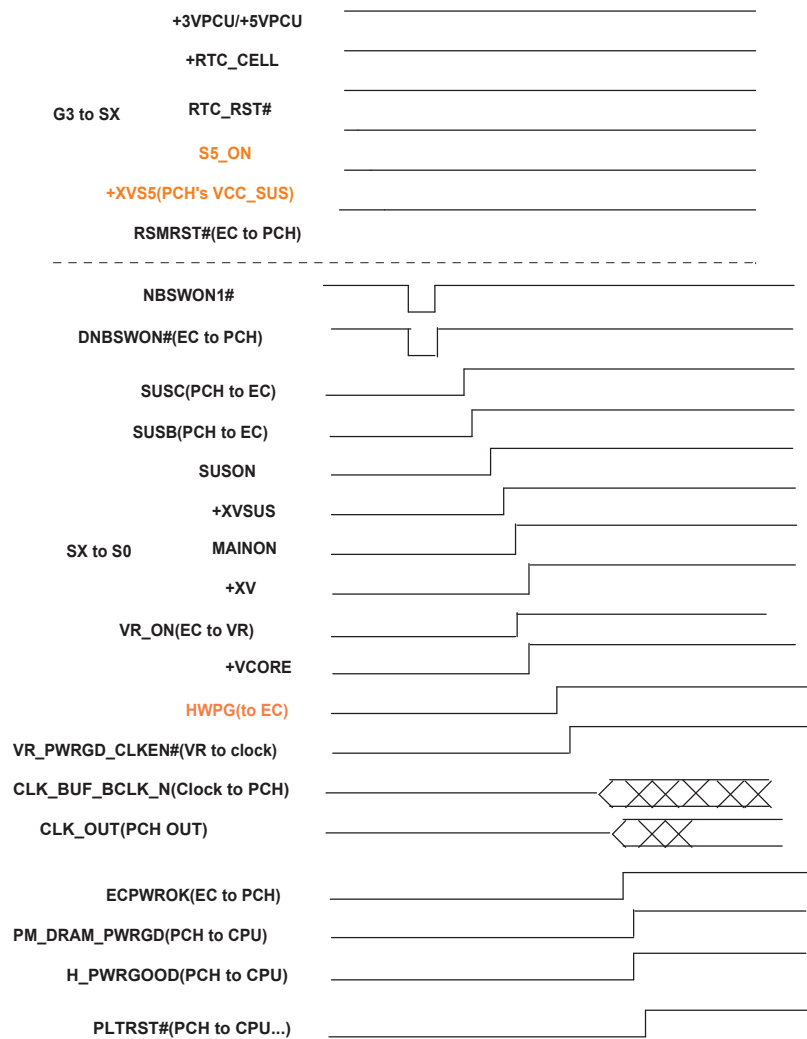 +3VPCU/+5VPCU
+RTC_CELL
G3 to SX
RTC_RST#
S5_ON
+XVS5(PCH's VCC_SUS)
RSMRST#(EC to PCH)
NBSWON1#
DNBSWON#(EC to PCH)
SUSC(PCH to EC)
SUSB(PCH to EC)
SUSON
+XVSUS
SX to S0
MAINON
+XV
VR_ON(EC to VR)
+VCORE
HWPG(to EC)
VR_PWRGD_CLKEN#(VR to clock)
CLK_BUF_BCLK_N(Clock to PCH)
CLK_OUT(PCH OUT)
ECPWROK(EC to PCH)
PM_DRAM_PWRGD(PCH to CPU)
H_PWRGOOD(PCH to CPU)
PLTRST#(PCH to CPU...)